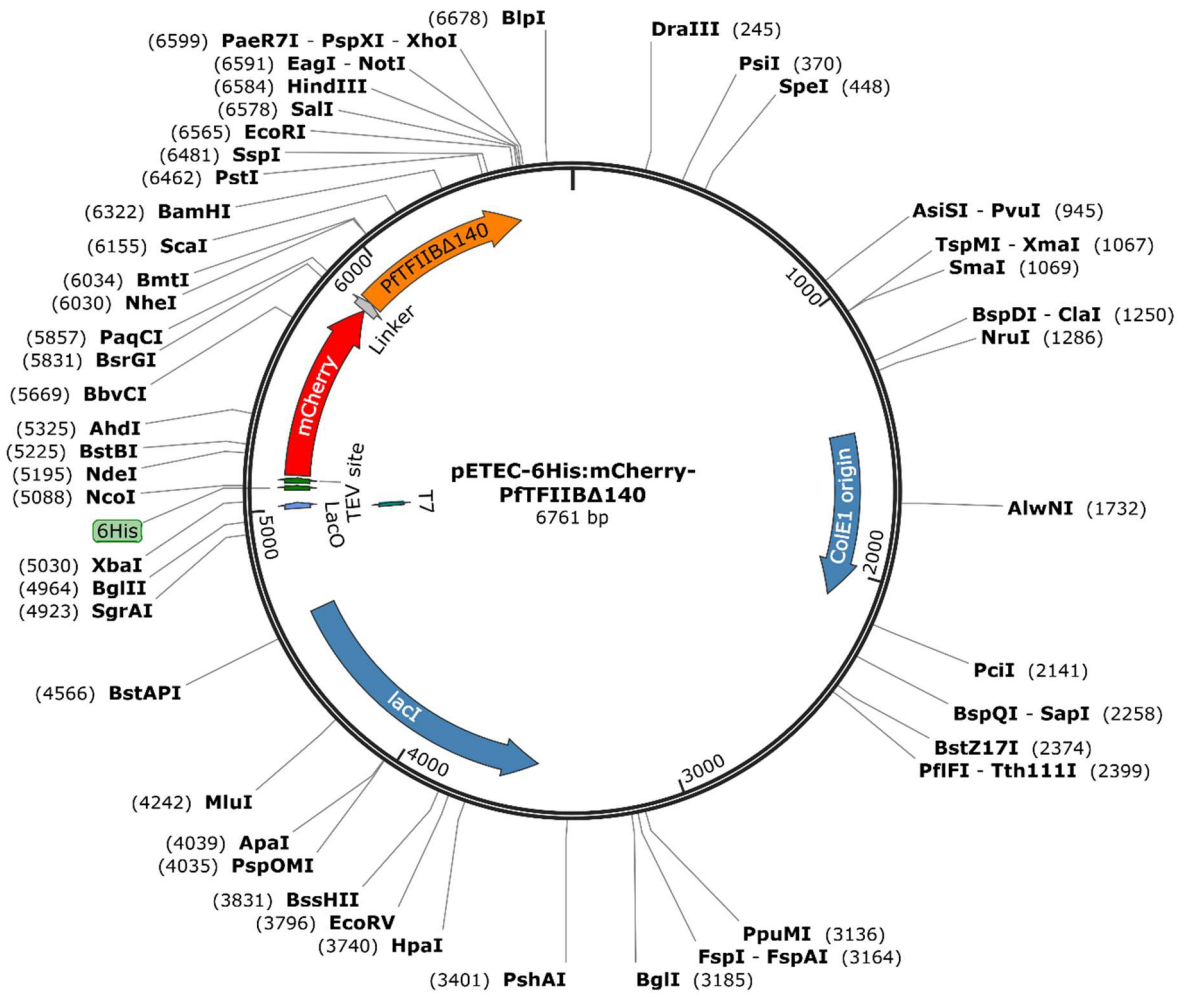 (6678) BlpI
(6599) PaeR7I - PspXI - XhoI
(6591) EagI - NotI
(6584) HindIII
(6578) SalI
(6565) EcoRI
(6481) SspI
(6462) PstI
(6322) BamHI
(6155) ScaI
(6034) BmtI
(6030) NheI
(5857) PaqCI
(5831) BsrGI
(5669) BbvCI
(5325) AhdI
(5225) BstBI
(5195) NdeI
(5088) NcoI
6His
(5030) XbaI
(4964) BglII
(4923) SgrAI
(4566) BstAPI
(4242) MluI
(4039) ApaI
(4035) PspOMI
(3831) BssHII
(3796) EcoRV
(3740) HpaI
(3401) PshAI
DraIII (245)
PsiI (370)
SpeI (448)
AsiSI - PvuI (945)
TspMI - XmaI (1067)
SmaI (1069)
BspDI - ClaI (1250)
NruI (1286)
AlwNI (1732)
PciI (2141)
BspQI - SapI (2258)
BstZ17I (2374)
PflFI - Tth111I (2399)
PpuMI (3136)
FspI - FspAI (3164)
BglI (3185)
1000
2000
3000
4000
5000
6000
PfTFIIBΔ140
Linker
mCherry
TEV site
LacO
T7
ColE1 origin
lacI
pETEC-6His:mCherry-
PfTFIIBΔ140
6761 bp